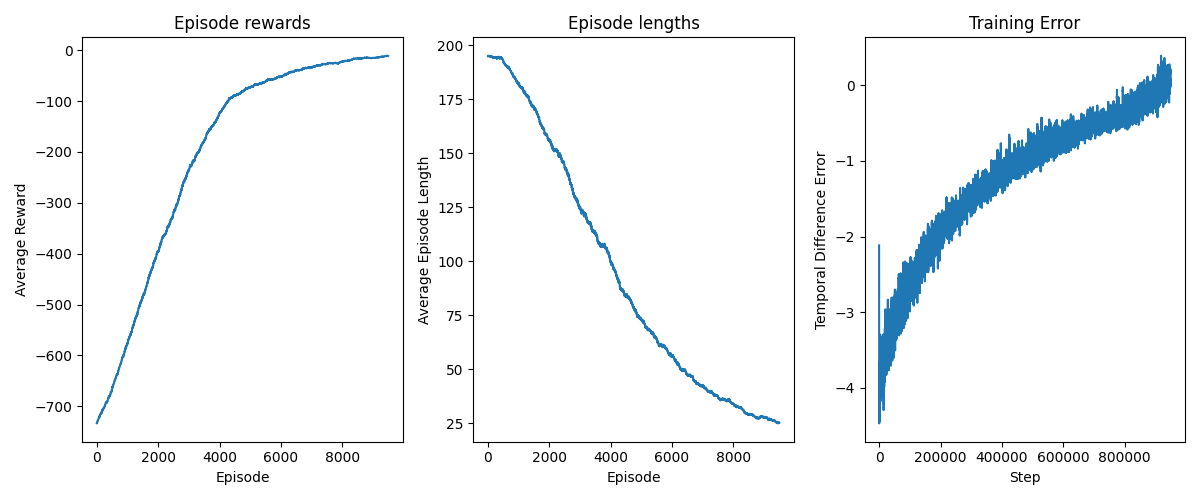 Episode rewards
Average Reward
0
−100
−200
−300
−400
−500
−600
−700
0 2000 4000 6000 8000
Episode
Episode lengths
Average Episode Length
200
175
150
125
100
75
50
25
0 2000 4000 6000 8000
Episode
Training Error
Temporal Difference Error
0
−1
−2
−3
−4
0 200000 400000 600000 800000
Step